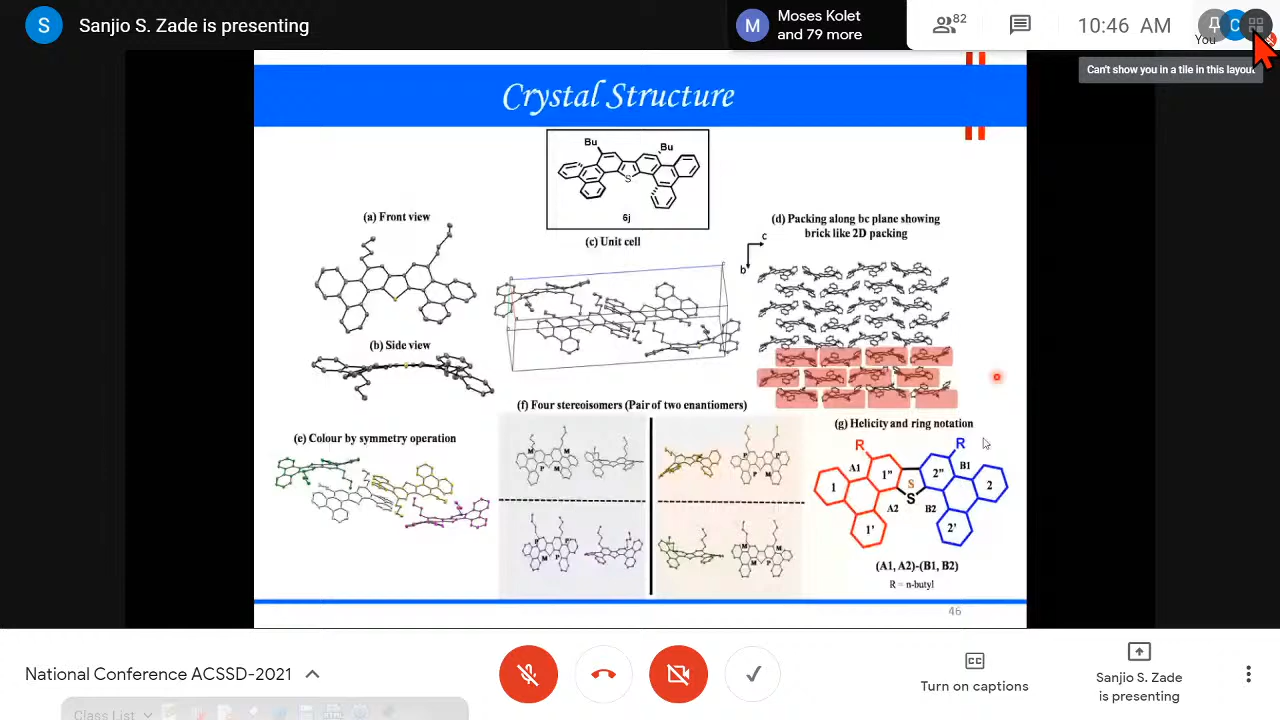 S Sanjio S. Zade is presenting
M Moses Kolet
and 79 more
82
10:46 AM
You
C
Can't show you in a tile in this layout
Crystal Structure
Bu Bu
S
6j
(a) Front view
(c) Unit cell
(d) Packing along bc plane showing
brick like 2D packing
c
b
(b) Side view
(f) Four stereoisomers (Pair of two enantiomers)
(e) Colour by symmetry operation
(g) Helicity and ring notation
M M
P M
P P
P M
R R
A1 1” 2” B1
1 S 2
S
A2 B2
1’ 2’
P P
M P
M M
M P
(A1, A2)-(B1, B2)
R = n-butyl
46
National Conference ACSSD-2021
Turn on captions
Sanjio S. Zade
is presenting
Class List